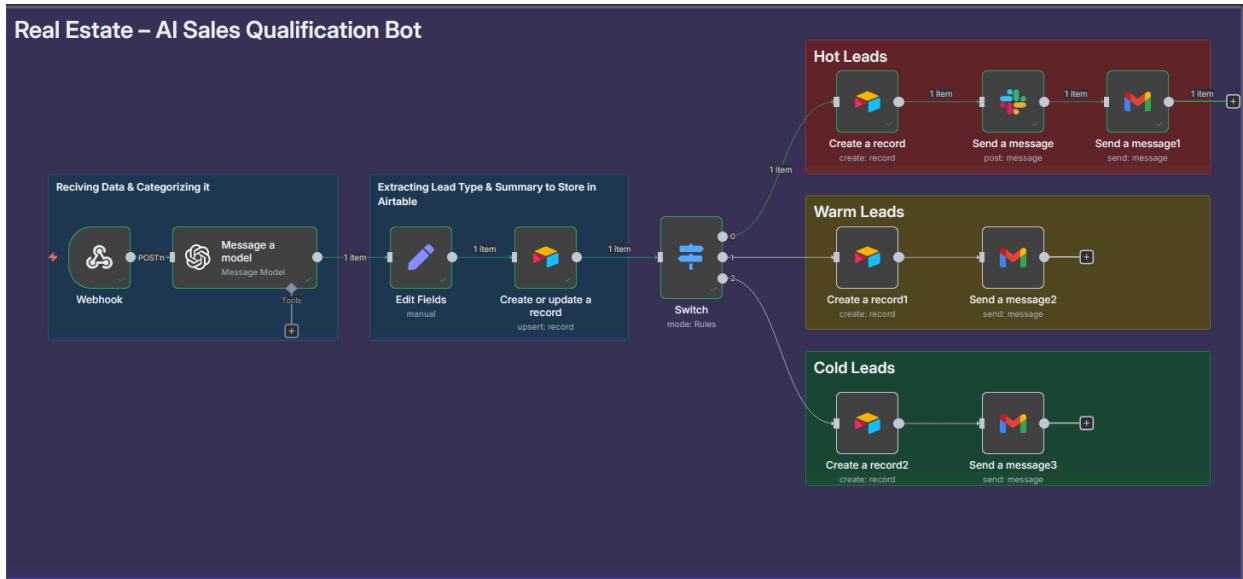 Real Estate – AI Sales Qualification Bot
Hot Leads
1 item
1 item
1 item
Create a record
create: record
Send a message
post: message
Send a message1
send: message
1 item
Reciving Data & Categorizing it
Extracting Lead Type & Summary to Store in
Airtable
Warm Leads
POST
Message a
model
Message Model
1 item
1 item
1 item
0
1
2
Webhook
Tools
Edit Fields
manual
Create or update a
record
upsert: record
Switch
mode: Rules
Create a record1
create: record
Send a message2
send: message
Cold Leads
Create a record2
create: record
Send a message3
send: message